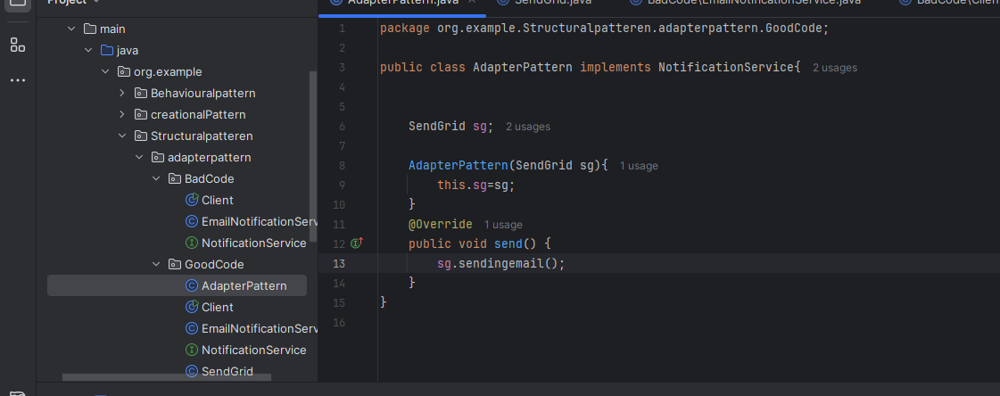 Project
main
java
org.example
Behaviouralpattern
creationalPattern
Structuralpatteren
adapterpattern
BadCode
Client
EmailNotificationServ
NotificationService
GoodCode
AdapterPattern
Client
EmailNotificationServ
NotificationService
SendGrid
AdapterPattern.java SendGrid.java BadCode\EmailNotificationService.java BadCode\Clien
1 package org.example.Structuralpatteren.adapterpattern.GoodCode;
2
3 public class AdapterPattern implements NotificationService{ 2 usages
4
5
6 SendGrid sg; 2 usages
7
8 AdapterPattern(SendGrid sg){ 1 usage
9 this.sg=sg;
10 }
11 @Override 1 usage
12 public void send() {
13 sg.sendingemail();
14 }
15 }
16